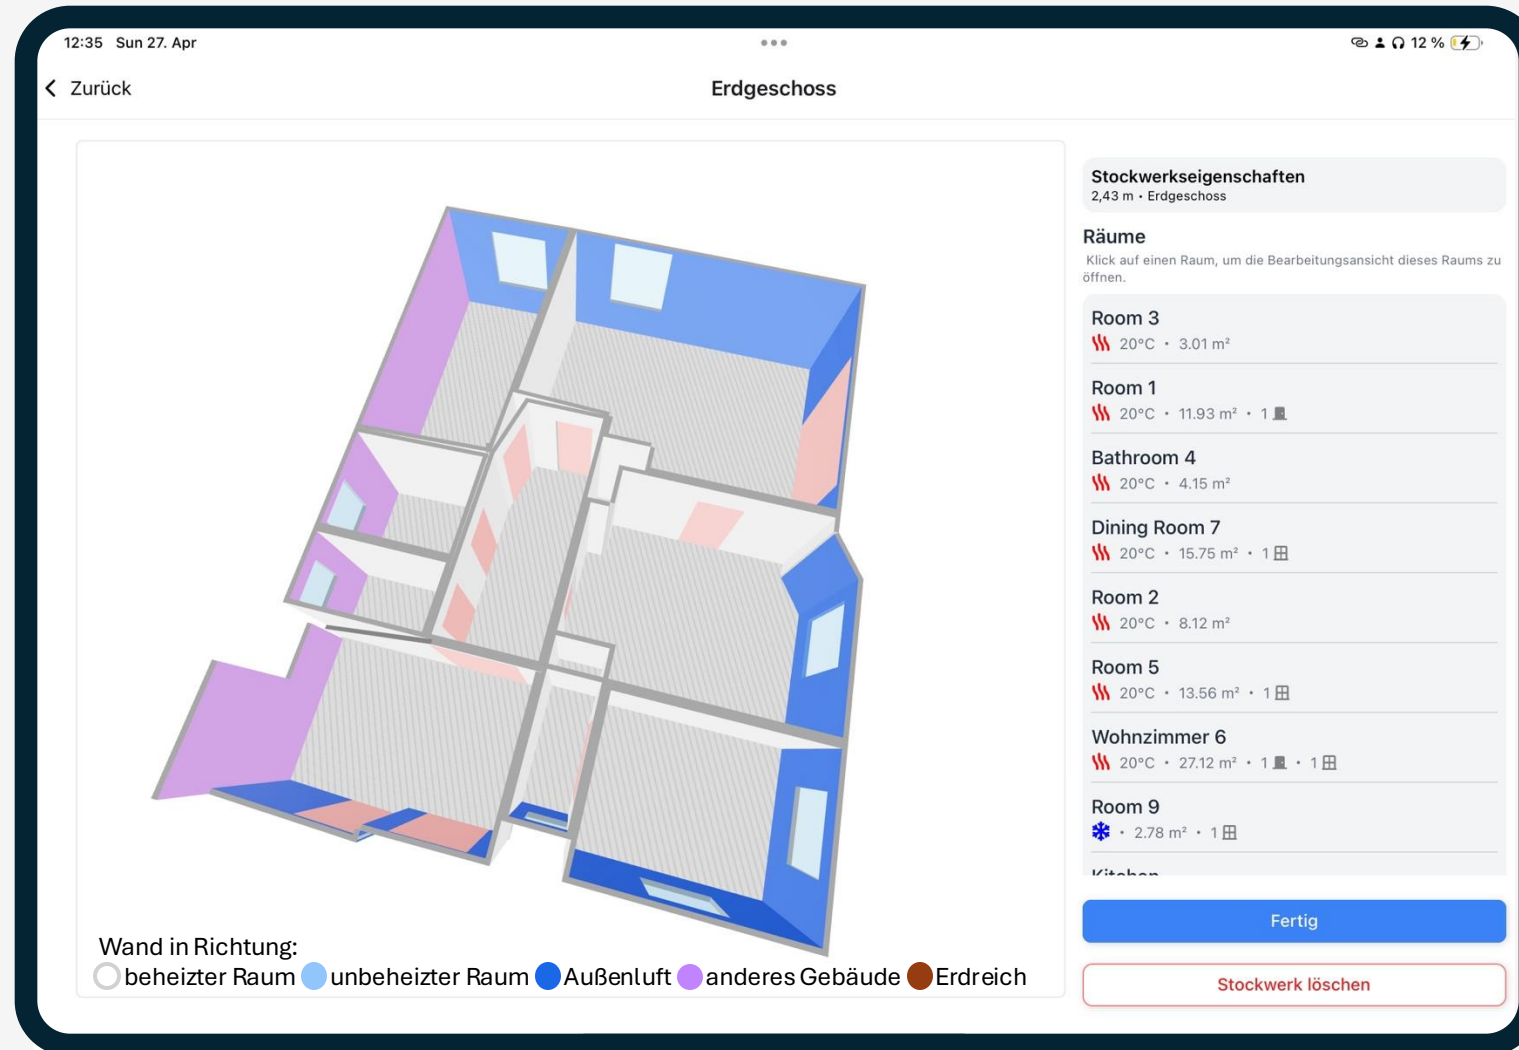 12:35 Sun 27. Apr
12 %
Zurück
Erdgeschoss
Stockwerkseigenschaften
2,43 m • Erdgeschoss
Räume
Klick auf einen Raum, um die Bearbeitungsansicht dieses Raums zu
öffnen.
Room 3
20°C • 3.01 m²
Room 1
20°C • 11.93 m² • 1
Bathroom 4
20°C • 4.15 m²
Dining Room 7
20°C • 15.75 m² • 1
Room 2
20°C • 8.12 m²
Room 5
20°C • 13.56 m² • 1
Wohnzimmer 6
20°C • 27.12 m² • 1 • 1
Room 9
• 2.78 m² • 1
Kitchen
Fertig
Stockwerk löschen
Wand in Richtung:
beheizter Raum unbeheizter Raum Außenluft anderes Gebäude Erdreich